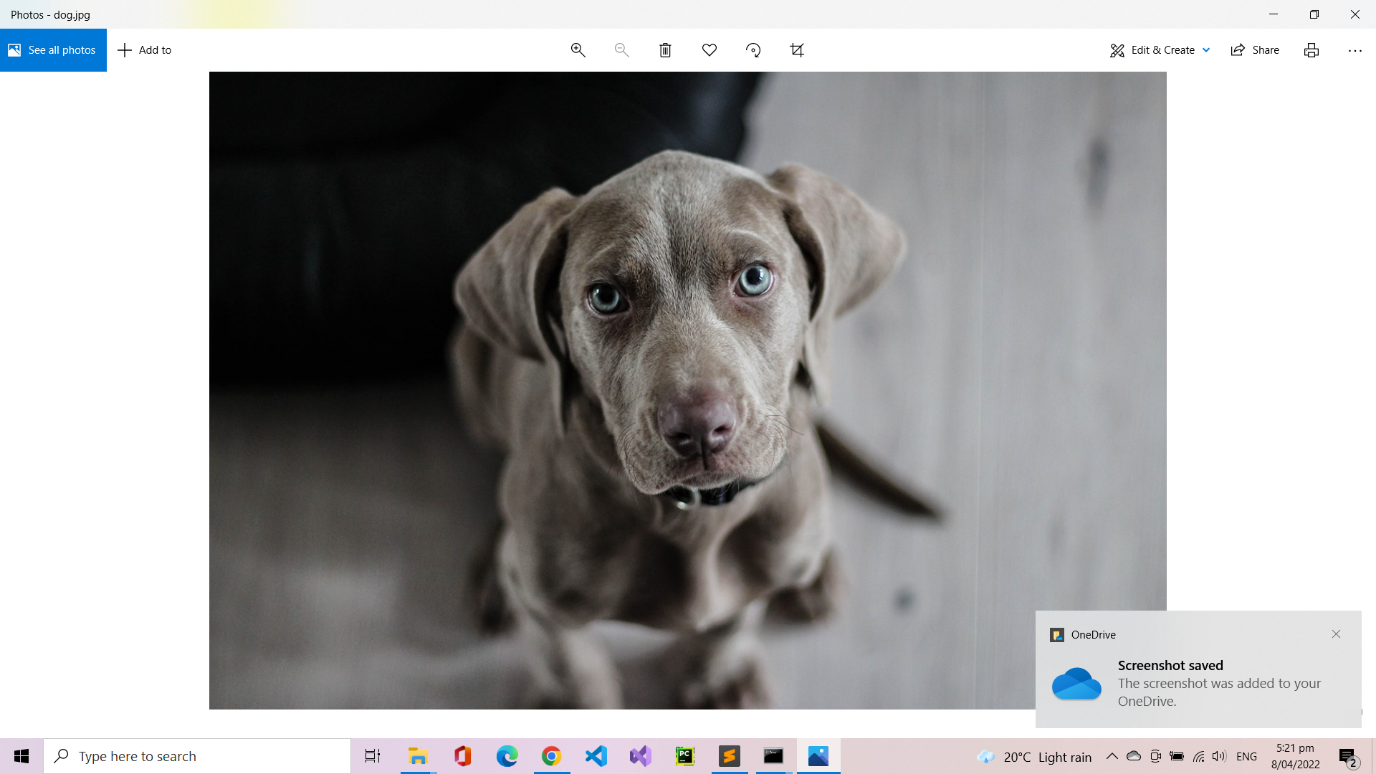 Photos - dog.jpg
See all photos
Add to
Edit & Create
Share
OneDrive
Screenshot saved
The screenshot was added to your
OneDrive.
Type here to search
PC
20°C Light rain
ENG
5:21 pm
8/04/2022
2